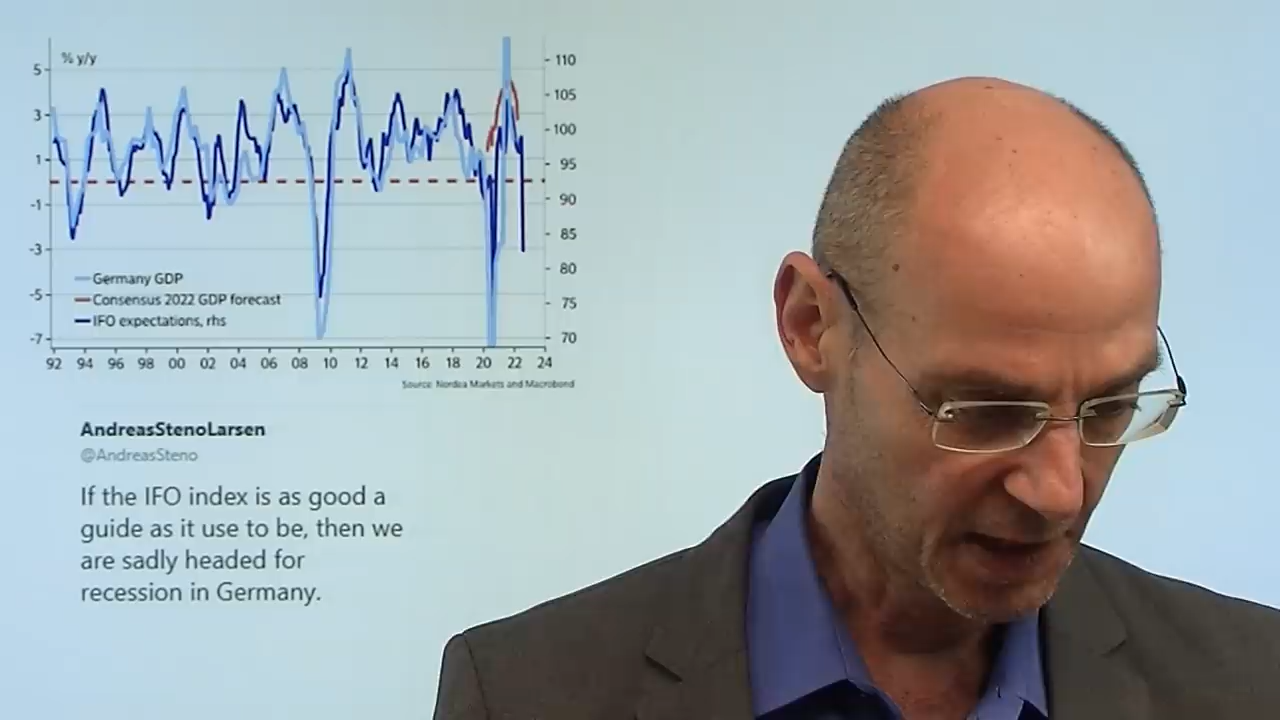 % y/y
5
3
1
-1
-3
-5
-7
110
105
100
95
90
85
80
75
70
Germany GDP
Consensus 2022 GDP forecast
IFO expectations, rhs
92 94 96 98 00 02 04 06 08 10 12 14 16 18 20 22 24
Source: Nordea Markets and Macrobond
AndreasStenoLarsen
@AndreasSteno
If the IFO index is as good a
guide as it use to be, then we
are sadly headed for
recession in Germany.